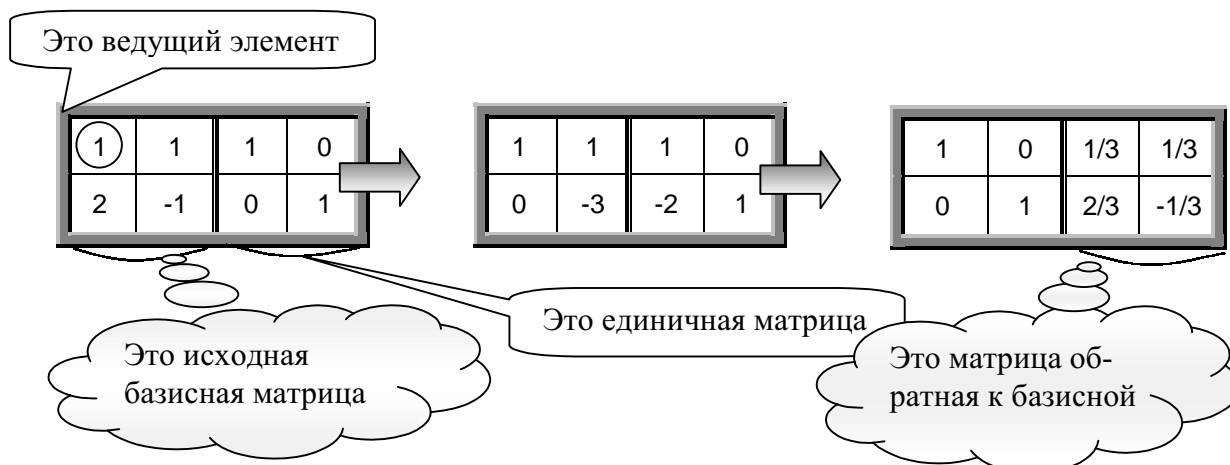 Это ведущий элемент
1 1 1 0
2 -1 0 1
1 1 1 0
0 -3 -2 1
1 0 1/3 1/3
0 1 2/3 -1/3
Это исходная
базисная матрица
Это единичная матрица
Это матрица об-
ратная к базисной